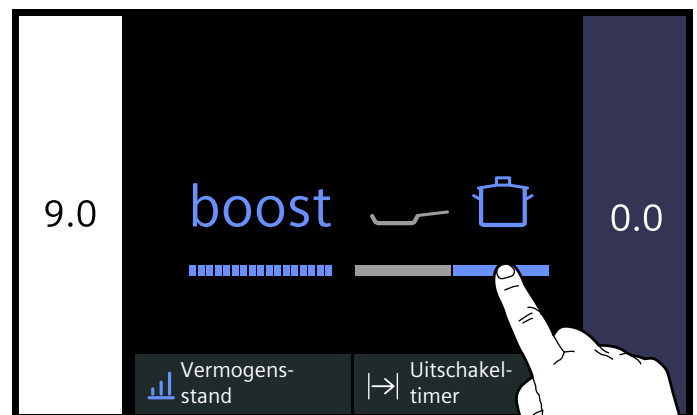 9.0
boost
0.0
Vermogens-
stand
Uitschakel-
timer